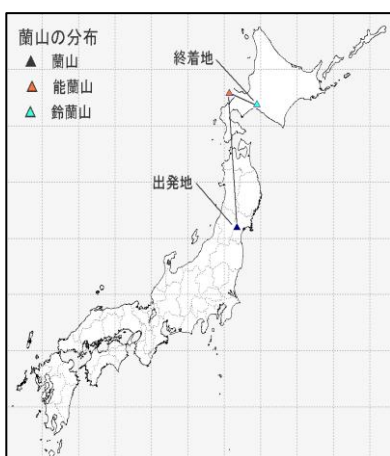 蘭山の分布
蘭山
能蘭山
鈴蘭山
終着地
出発地